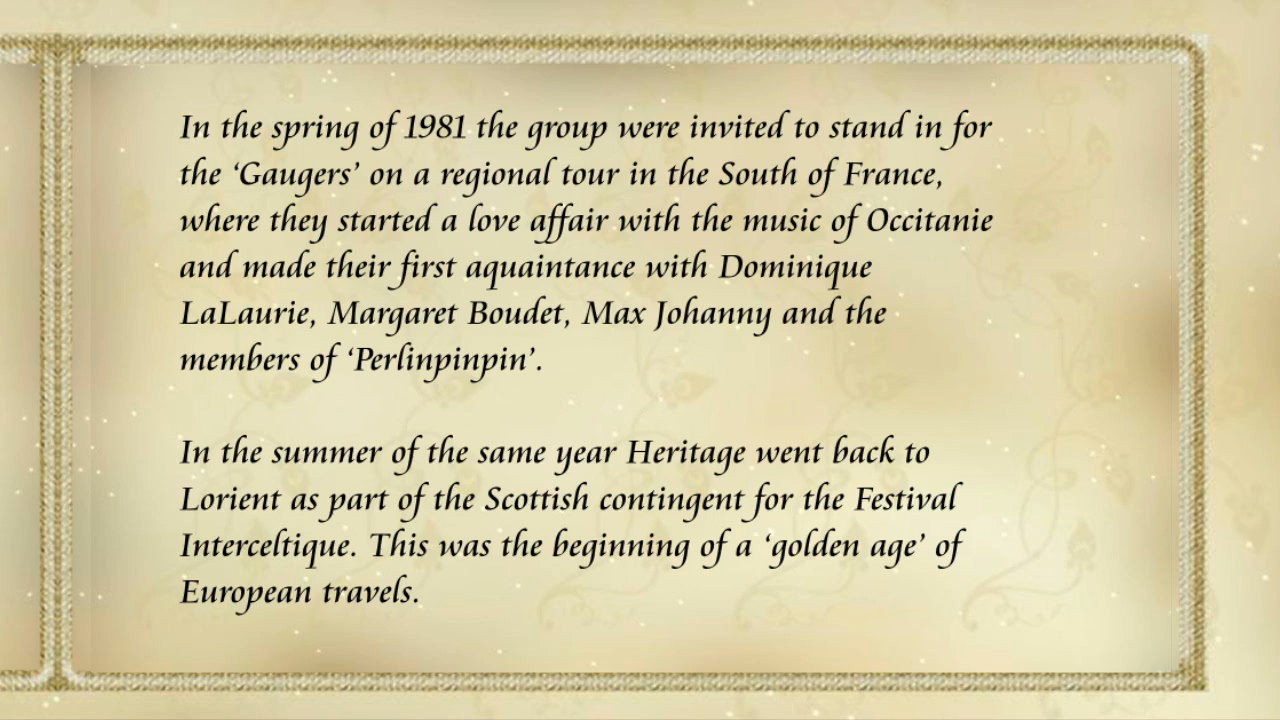 In the spring of 1981 the group were invited to stand in for
the ‘Gaugers’ on a regional tour in the South of France,
where they started a love affair with the music of Occitanie
and made their first aquaintance with Dominique
LaLaurie, Margaret Boudet, Max Johanny and the
members of ‘Perlinpinpin’.
In the summer of the same year Heritage went back to
Lorient as part of the Scottish contingent for the Festival
Interceltique. This was the beginning of a ‘golden age’ of
European travels.